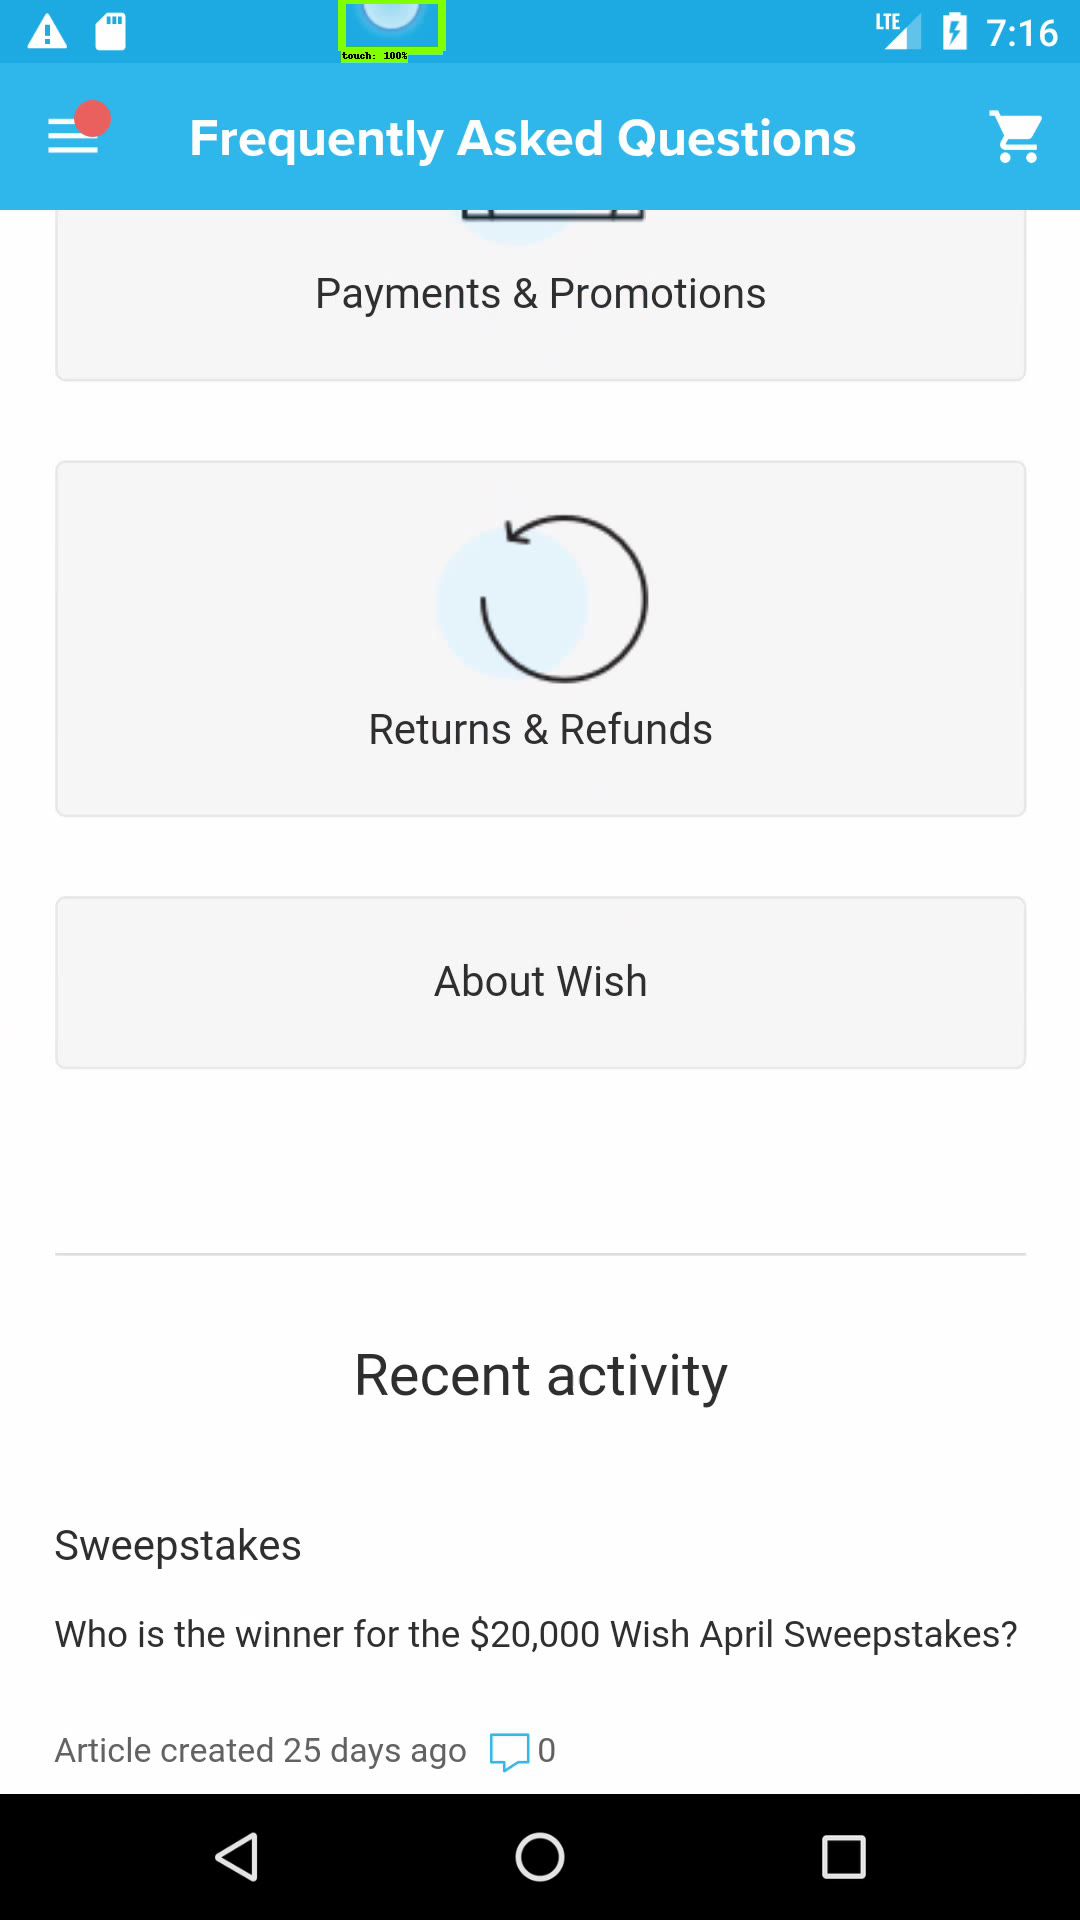 touch: 100%
LTE
7:16
Frequently Asked Questions
Payments & Promotions
Returns & Refunds
About Wish
Recent activity
Sweepstakes
Who is the winner for the $20,000 Wish April Sweepstakes?
Article created 25 days ago 0